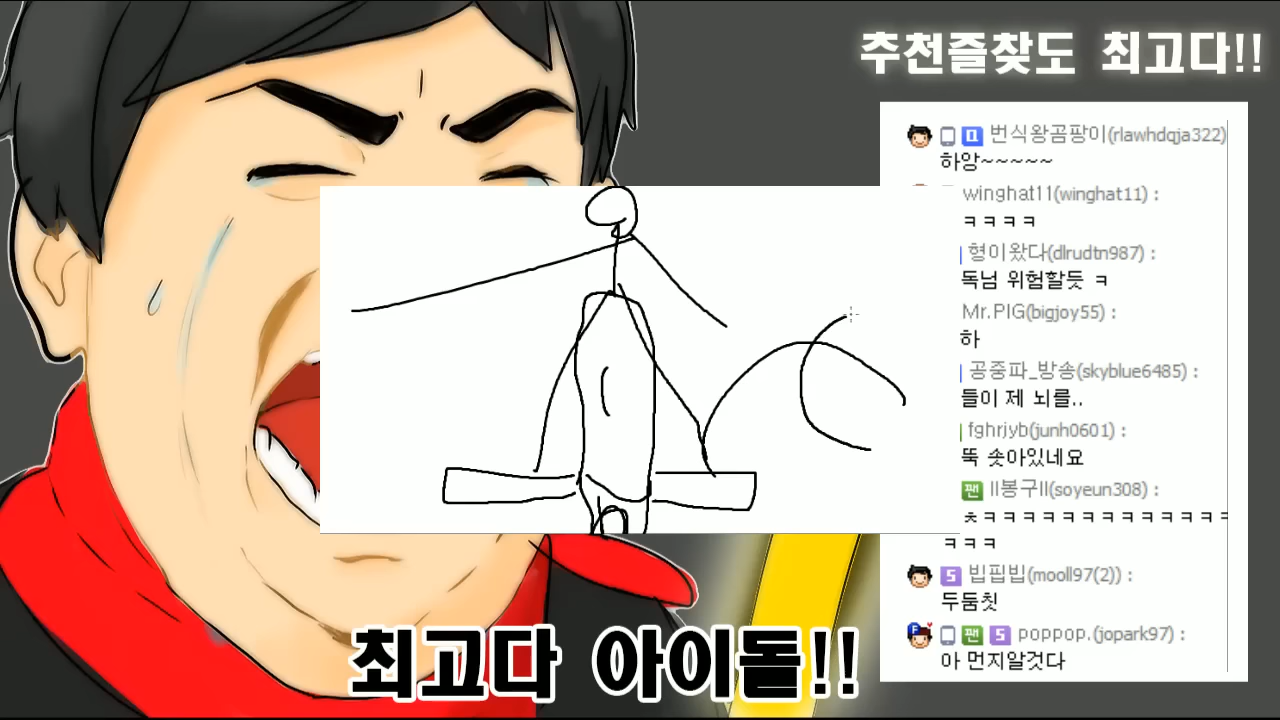 추천즐찾도 최고다!!
번식왕곰팡이(rlawhdqja322)
하앙~~~~~
winghat11(winghat11) :
ㅋㅋㅋㅋ
형이왔다(dlrudtn987) :
독님 위험할듯 ㅋ
Mr.PIG(bigjoy55) :
하
공중파_방송(skyblue6485) :
들이 제 뇌를..
fghrjyb(junh0601) :
뚝 솟아있네요
팬 ll봉구ll(soyeun308) :
ㅊㅋㅋㅋㅋㅋㅋㅋㅋㅋㅋㅋㅋㅋ
ㅋㅋㅋ
S 빕핍빕(mooll97(2)) :
두둠칫
팬 S poppop.(jopark97) :
아 먼지알것다
최고다 아이돌!!